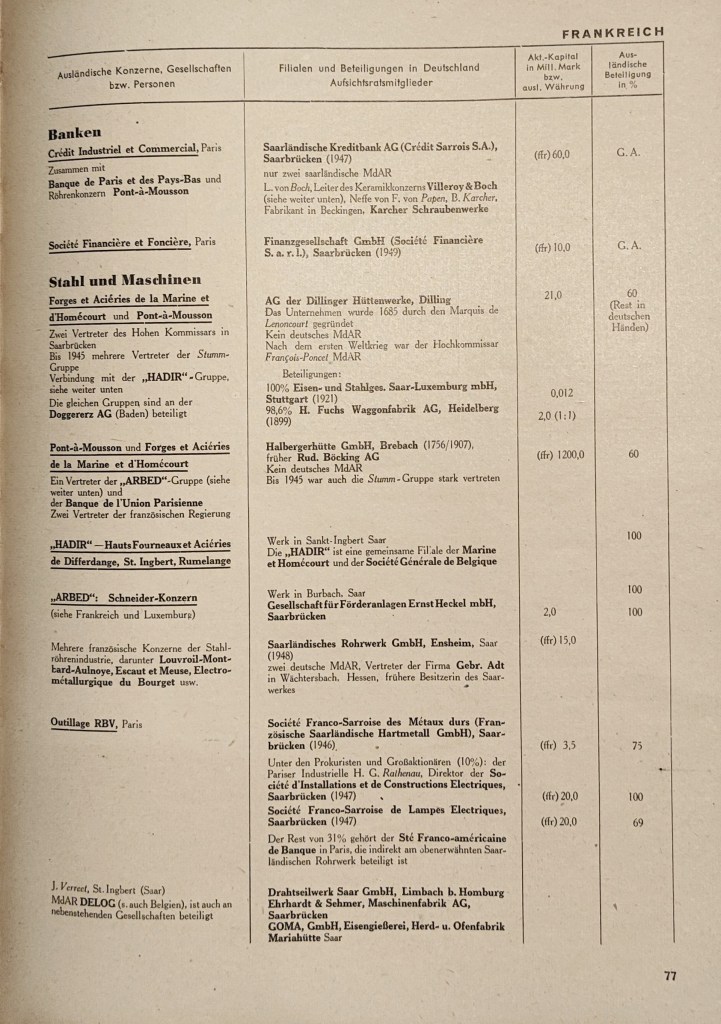 FRANKREICH
Ausländische Konzerne, Gesellschaften
bzw. Personen
Filialen und Beteiligungen in Deutschland
Aufsichtsratsmitglieder
Akt.-Kapital
in Mill. Mark
bzw.
ausl. Währung
Aus-
ländische
Beteiligung
in %
Banken
Crédit Industriel et Commercial, Paris
Zusammen mit
Banque de Paris et des Pays-Bas und
Röhrenkonzern Pont-à-Mousson
Saarländische Kreditbank AG (Crédit Sarrois S.A.),
Saarbrücken (1947)
(ffr) 60,0
G. A.
nur zwei saarländische MdAR
L. von Boch, Leiter des Keramikkonzerns Villeroy & Boch
(siehe weiter unten), Neffe von F. von Papen, B. Karcher,
Fabrikant in Beckingen, Karcher Schraubenwerke
Société Financière et Foncière, Paris
Finanzgesellschaft GmbH (Société Financière
S. a. r. l.), Saarbrücken (1949)
(ffr) 10,0
G. A.
Stahl und Maschinen
Forges et Aciéries de la Marine et
d'Homécourt und Pont-à-Mousson
Zwei Vertreter des Hohen Kommissars in
Saarbrücken
Bis 1945 mehrere Vertreter der Stumm-
Gruppe
Verbindung mit der „HADIR"-Gruppe,
siehe weiter unten
Die gleichen Gruppen sind an der
Doggererz AG (Baden) beteiligt
AG der Dillinger Hüttenwerke, Dilling
Das Unternehmen wurde 1685 durch den Marquis de
Lenoncourt gegründet
Kein deutsches MdAR
Nach dem ersten Weltkrieg war der Hochkommissar
François-Poncet MdAR
Beteiligungen:
100% Eisen- und Stahlges. Saar-Luxemburg mbH,
Stuttgart (1921)
98,6% H. Fuchs Waggonfabrik AG, Heidelberg
(1899)
21,0
0,012
2,0 (1:1)
60
(Rest in
deutschen
Händen)
Pont-à-Mousson und Forges et Aciéries
de la Marine et d'Homécourt
Ein Vertreter der „ARBED"-Gruppe (siehe
weiter unten) und
der Banque de l'Union Parisienne
Zwei Vertreter der französischen Regierung
Halbergerhütte GmbH, Brebach (1756/1907),
früher Rud. Böcking AG
Kein deutsches MdAR
Bis 1945 war auch die Stumm-Gruppe stark vertreten
(ffr) 1200,0
60
„HADIR" — Hauts Fourneaux et Aciéries
de Differdange, St. Ingbert, Rumelange
Werk in Sankt-Ingbert Saar
Die „HADIR" ist eine gemeinsame Filiale der Marine
et Homécourt und der Société Générale de Belgique
100
„ARBED": Schneider-Konzern
(siehe Frankreich und Luxemburg)
Werk in Burbach, Saar
Gesellschaft für Förderanlagen Ernst Heckel mbH,
Saarbrücken
2,0
100
100
Mehrere französische Konzerne der Stahl-
röhrenindustrie, darunter Louvroil-Mont-
bard-Aulnoye, Escaut et Meuse, Electro-
métallurgique du Bourget usw.
Saarländisches Rohrwerk GmbH, Ensheim, Saar
(1948)
zwei deutsche MdAR, Vertreter der Firma Gebr. Adt
in Wächtersbach, Hessen, frühere Besitzerin des Saar-
werkes
(ffr) 15,0
Outillage RBV, Paris
Société Franco-Sarroise des Métaux durs (Fran-
zösische Saarländische Hartmetall GmbH), Saar-
brücken (1946)
(ffr) 3,5
75
Unter den Prokuristen und Großaktionären (10%): der
Pariser Industrielle H. G. Rathenau, Direktor der So-
ciété d'Installations et de Constructions Electriques,
Saarbrücken (1947)
(ffr) 20,0
100
Société Franco-Sarroise de Lampes Electriques,
Saarbrücken (1947)
(ffr) 20,0
69
Der Rest von 31% gehört der Sté Franco-américaine
de Banque in Paris, die indirekt am obenerwähnten Saar-
ländischen Rohrwerk beteiligt ist
J. Verreet, St. Ingbert (Saar)
MdAR DELOG (s. auch Belgien), ist auch an
nebenstehenden Gesellschaften beteiligt
Drahtseilwerk Saar GmbH, Limbach b. Homburg
Ehrhardt & Sehmer, Maschinenfabrik AG,
Saarbrücken
GOMA, GmbH, Eisengießerei, Herd- u. Ofenfabrik
Mariahütte Saar
77